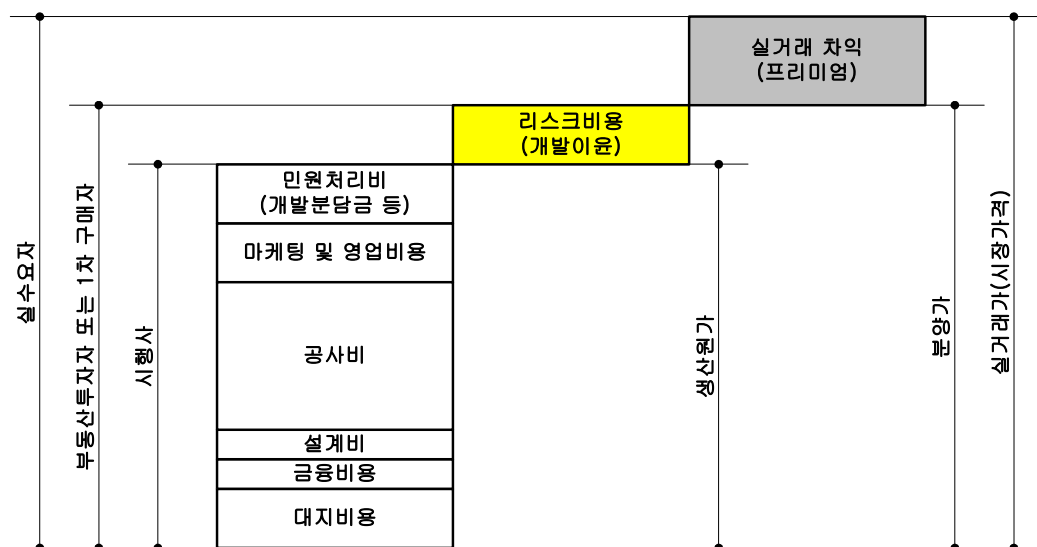 실거래 차익
(프리미엄)
리스크비용
(개발이윤)
민원처리비
(개발분담금 등)
마케팅 및 영업비용
공사비
설계비
금융비용
대지비용
실수요자
부동산투자자 또는 1차 구매자
시행사
생산원가
분양가
실거래가(시장가격)